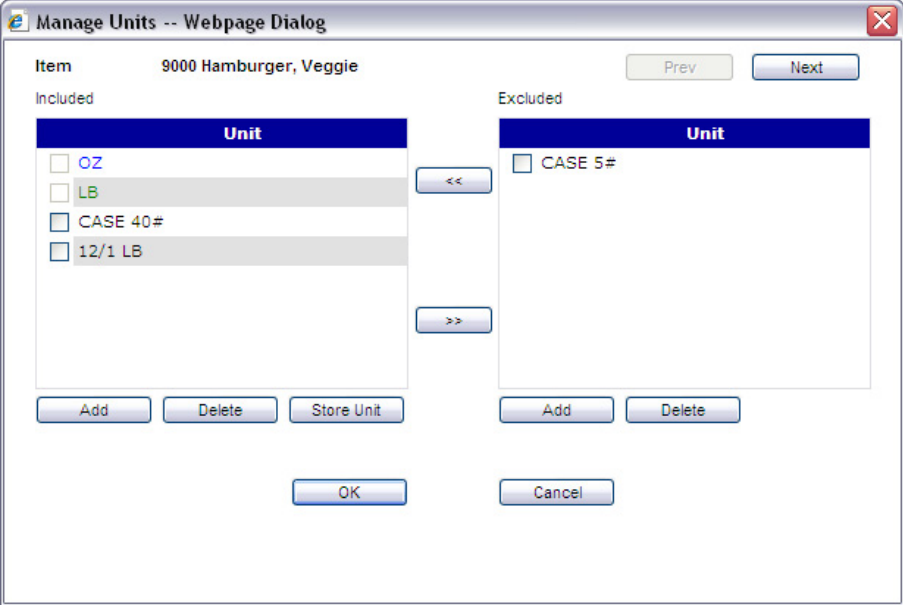 Manage Units -- Webpage Dialog
Item 9000 Hamburger, Veggie Prev Next
Included Excluded
Unit Unit
OZ CASE 5#
<<
LB
CASE 40#
12/1 LB
>>
Add Delete Store Unit Add Delete
OK Cancel